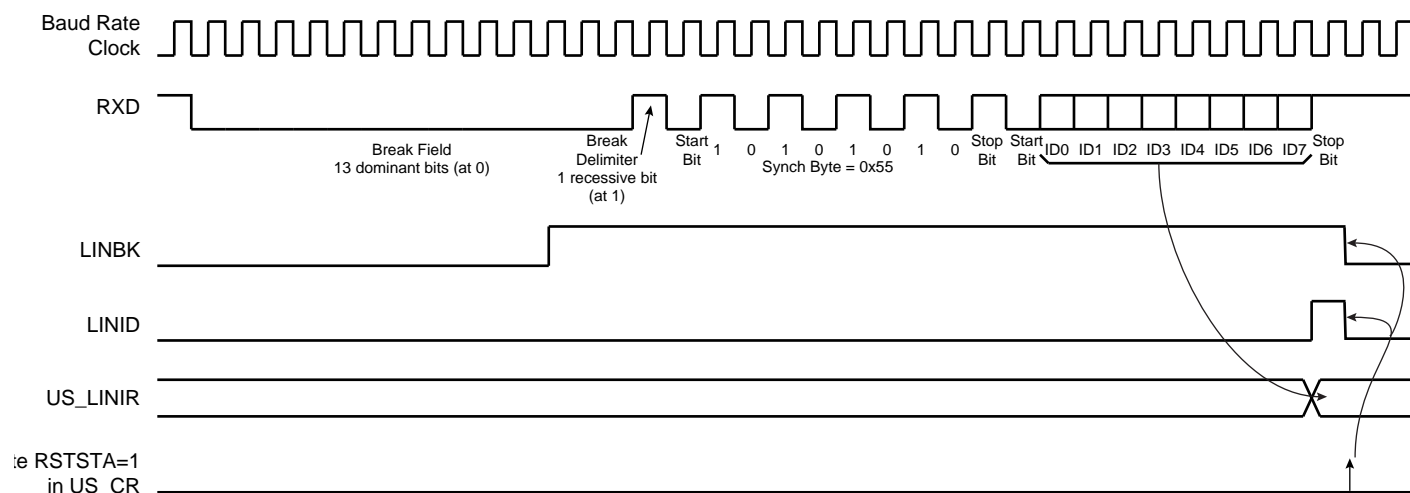 Baud Rate
Clock
RXD
Break Field
13 dominant bits (at 0)
Break
Delimiter
1 recessive bit
(at 1)
Start
Bit
1 0 1 0 1 0 1 0
Synch Byte = 0x55
Stop
Bit
Start
Bit
ID0 ID1 ID2 ID3 ID4 ID5 ID6 ID7
Stop
Bit
LINBK
LINID
US_LINIR
te RSTSTA=1
in US_CR